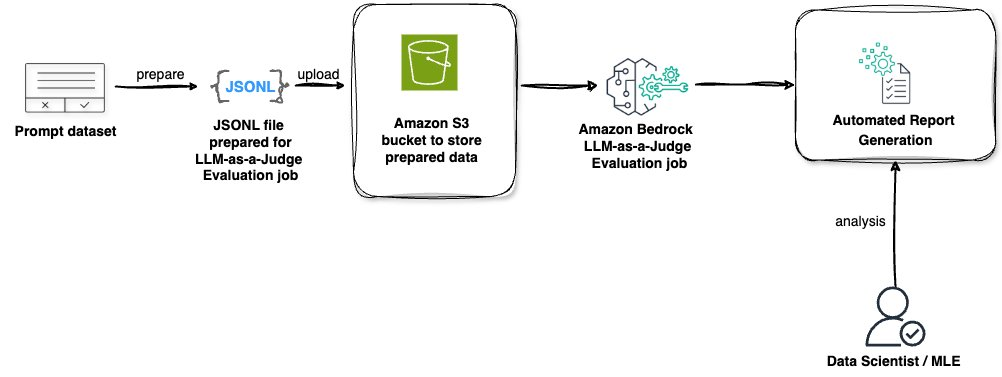 prepare
upload
JSONL
Prompt dataset
JSONL file
prepared for
LLM-as-a-Judge
Evaluation job
Amazon S3
bucket to store
prepared data
Amazon Bedrock
LLM-as-a-Judge
Evaluation job
Automated Report
Generation
analysis
Data Scientist / MLE